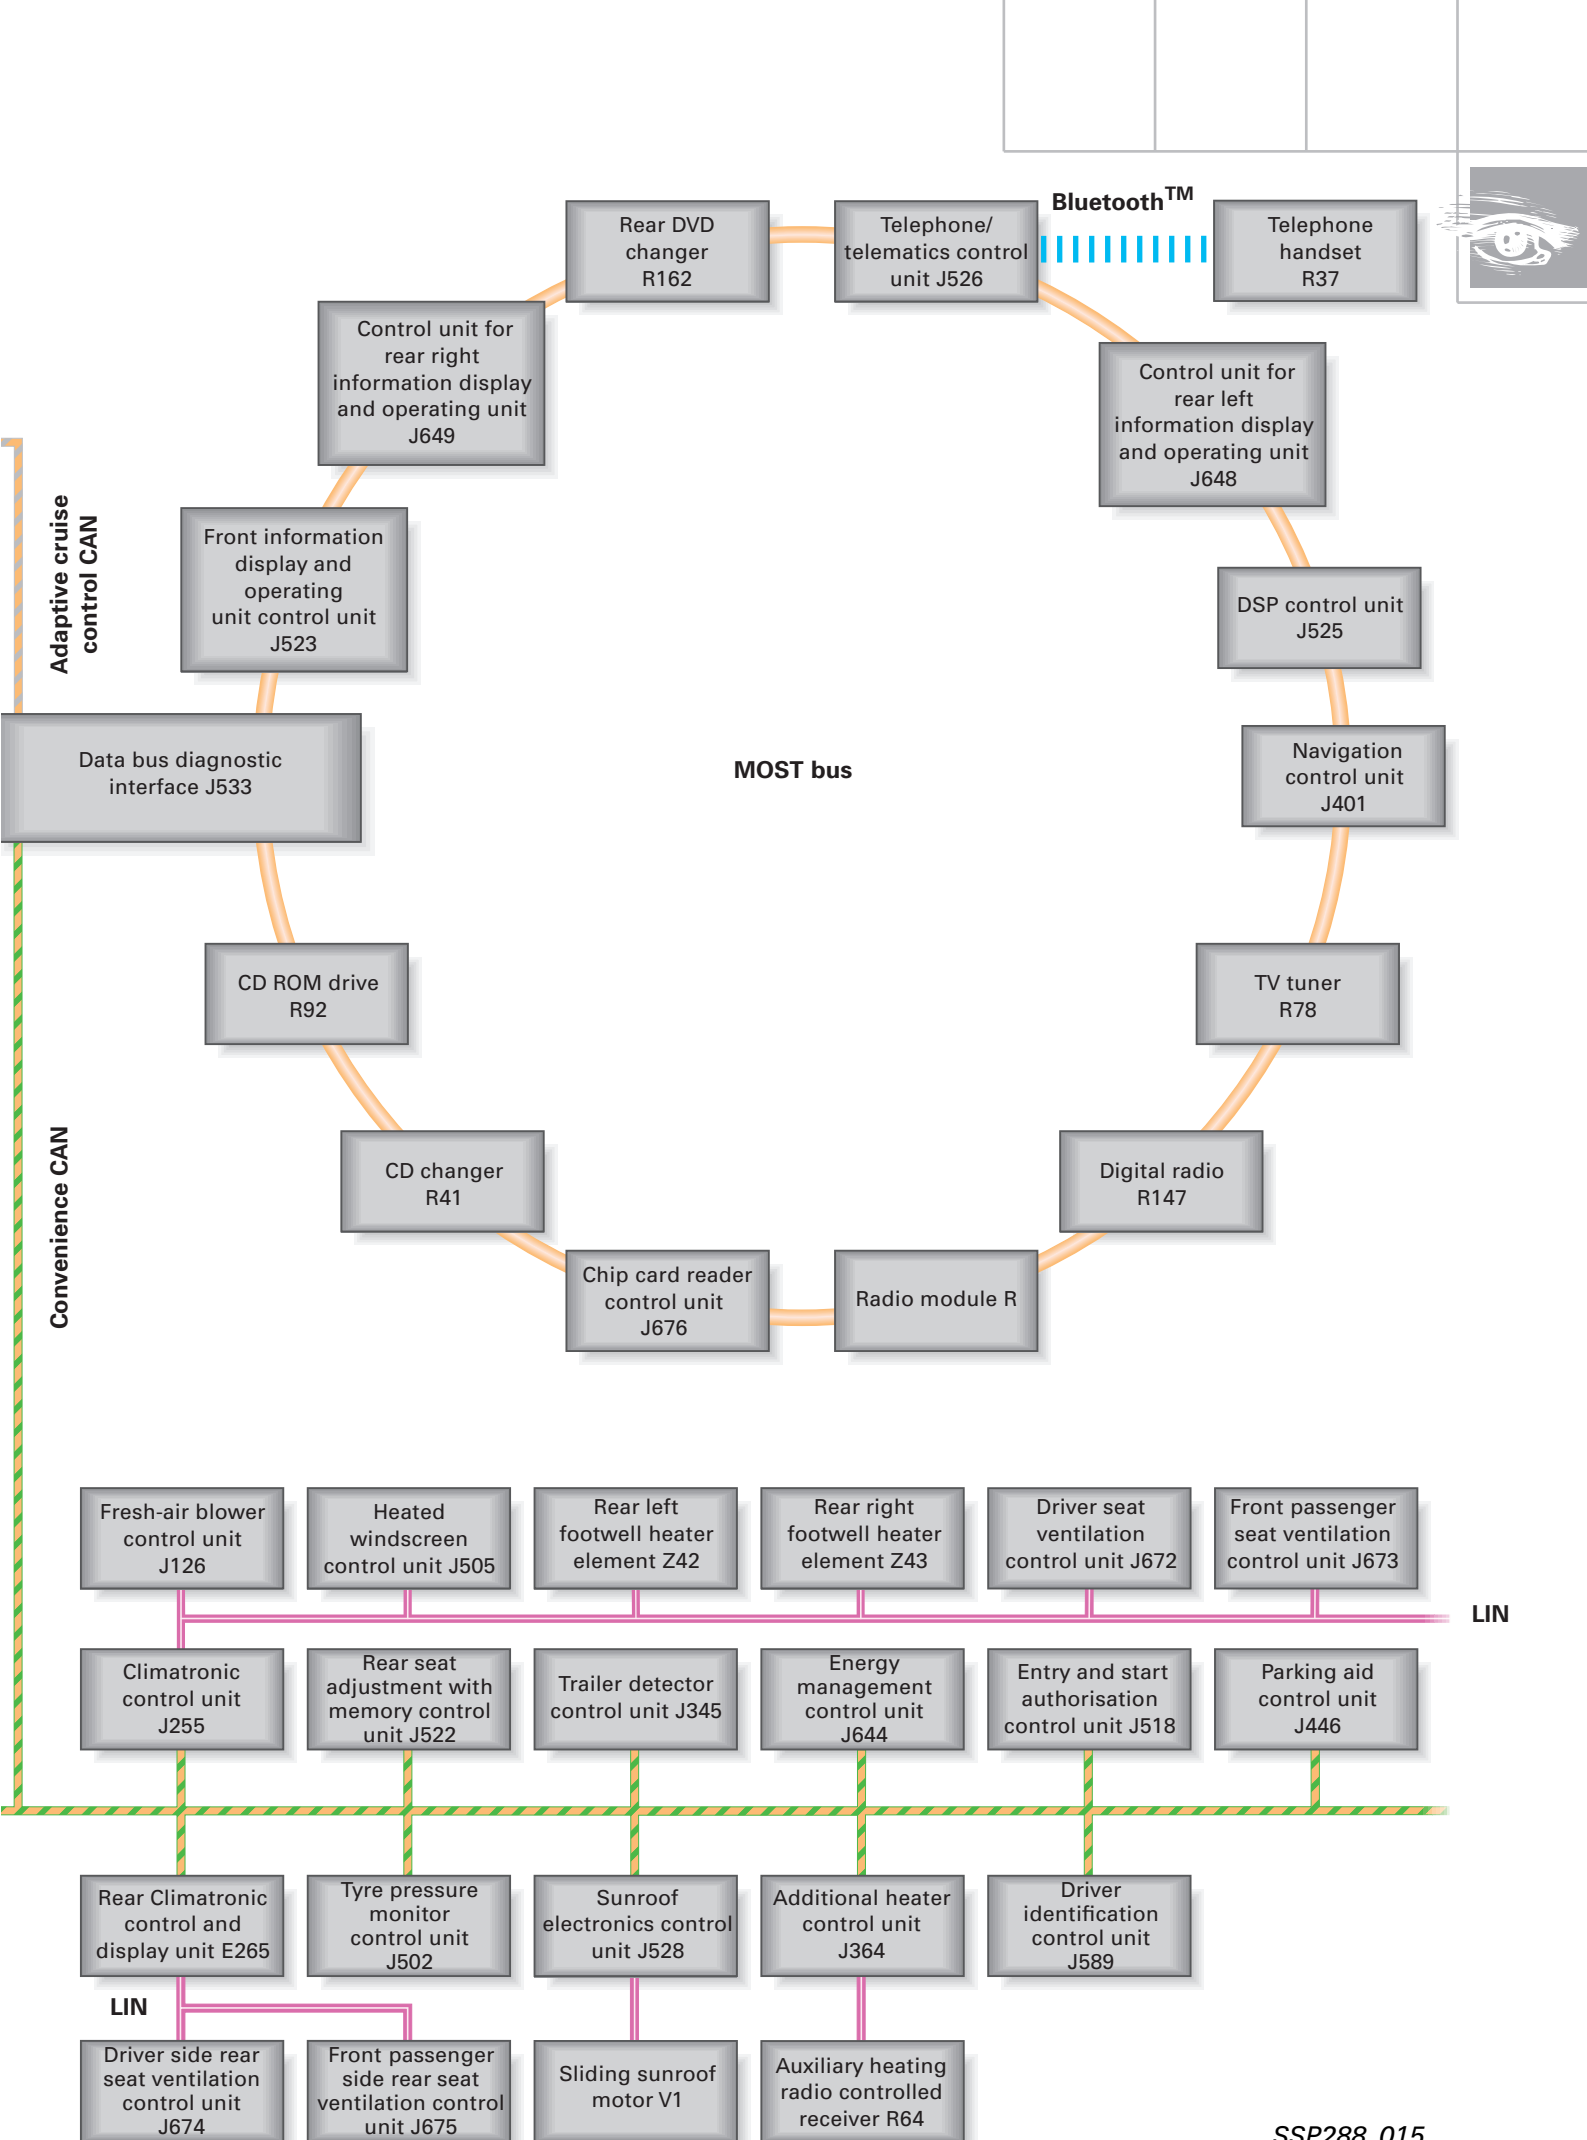 Bluetooth™
Rear DVD
changer
R162
Telephone/
telematics control
unit J526
Telephone
handset
R37
Control unit for
rear right
information display
and operating unit
J649
Control unit for
rear left
information display
and operating unit
J648
Adaptive cruise
control CAN
Front information
display and
operating
unit control unit
J523
DSP control unit
J525
Data bus diagnostic
interface J533
MOST bus
Navigation
control unit
J401
CD ROM drive
R92
TV tuner
R78
Convenience CAN
CD changer
R41
Digital radio
R147
Chip card reader
control unit
J676
Radio module R
Fresh-air blower
control unit
J126
Heated
windscreen
control unit J505
Rear left
footwell heater
element Z42
Rear right
footwell heater
element Z43
Driver seat
ventilation
control unit J672
Front passenger
seat ventilation
control unit J673
LIN
Climatronic
control unit
J255
Rear seat
adjustment with
memory control
unit J522
Trailer detector
control unit J345
Energy
management
control unit
J644
Entry and start
authorisation
control unit J518
Parking aid
control unit
J446
Rear Climatronic
control and
display unit E265
Tyre pressure
monitor
control unit
J502
Sunroof
electronics control
unit J528
Additional heater
control unit
J364
Driver
identification
control unit
J589
LIN
Driver side rear
seat ventilation
control unit
J674
Front passenger
side rear seat
ventilation control
unit J675
Sliding sunroof
motor V1
Auxiliary heating
radio controlled
receiver R64
SSP288_015